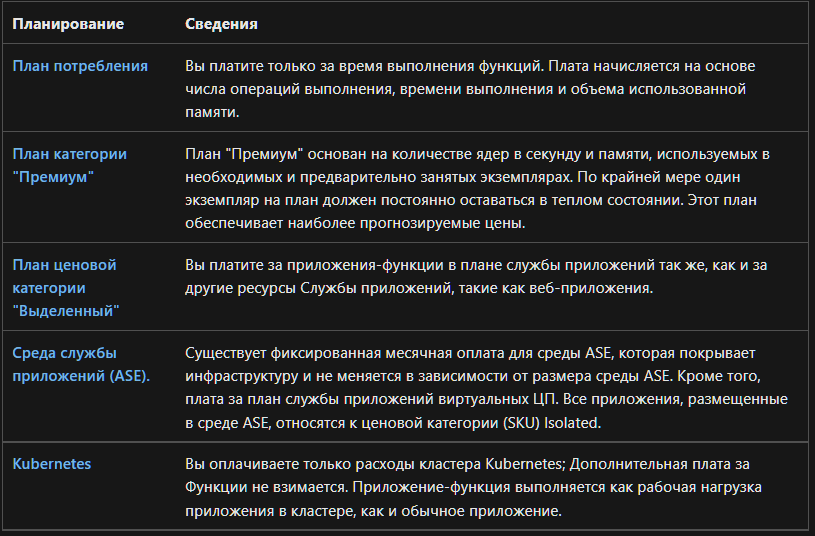 Планирование
Сведения
План потребления
Вы платите только за время выполнения функций. Плата начисляется на основе
числа операций выполнения, времени выполнения и объема использованной
памяти.
План категории
"Премиум"
План "Премиум" основан на количестве ядер в секунду и памяти, используемых в
необходимых и предварительно занятых экземплярах. По крайней мере один
экземпляр на план должен постоянно оставаться в теплом состоянии. Этот план
обеспечивает наиболее прогнозируемые цены.
План ценовой
категории
"Выделенный"
Вы платите за приложения-функции в плане службы приложений так же, как и за
другие ресурсы Службы приложений, такие как веб-приложения.
Среда службы
приложений (ASE).
Существует фиксированная месячная оплата для среды ASE, которая покрывает
инфраструктуру и не меняется в зависимости от размера среды ASE. Кроме того,
плата за план службы приложений виртуальных ЦП. Все приложения, размещенные
в среде ASE, относятся к ценовой категории (SKU) Isolated.
Kubernetes
Вы оплачиваете только расходы кластера Kubernetes; Дополнительная плата за
Функции не взимается. Приложение-функция выполняется как рабочая нагрузка
приложения в кластере, как и обычное приложение.